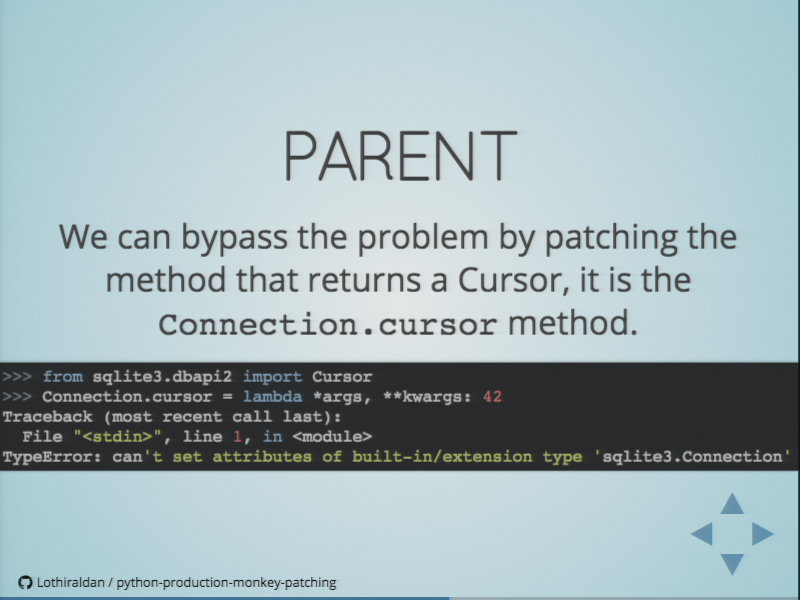 PARENT
We can bypass the problem by patching the
method that returns a Cursor, it is the
Connection.cursor method.
>>> from sqlite3.dbapi2 import Cursor
>>> Connection.cursor = lambda *args, **kwargs: 42
Traceback (most recent call last):
  File "<stdin>", line 1, in <module>
TypeError: can't set attributes of built-in/extension type 'sqlite3.Connection'
Lothiraldan / python-production-monkey-patching